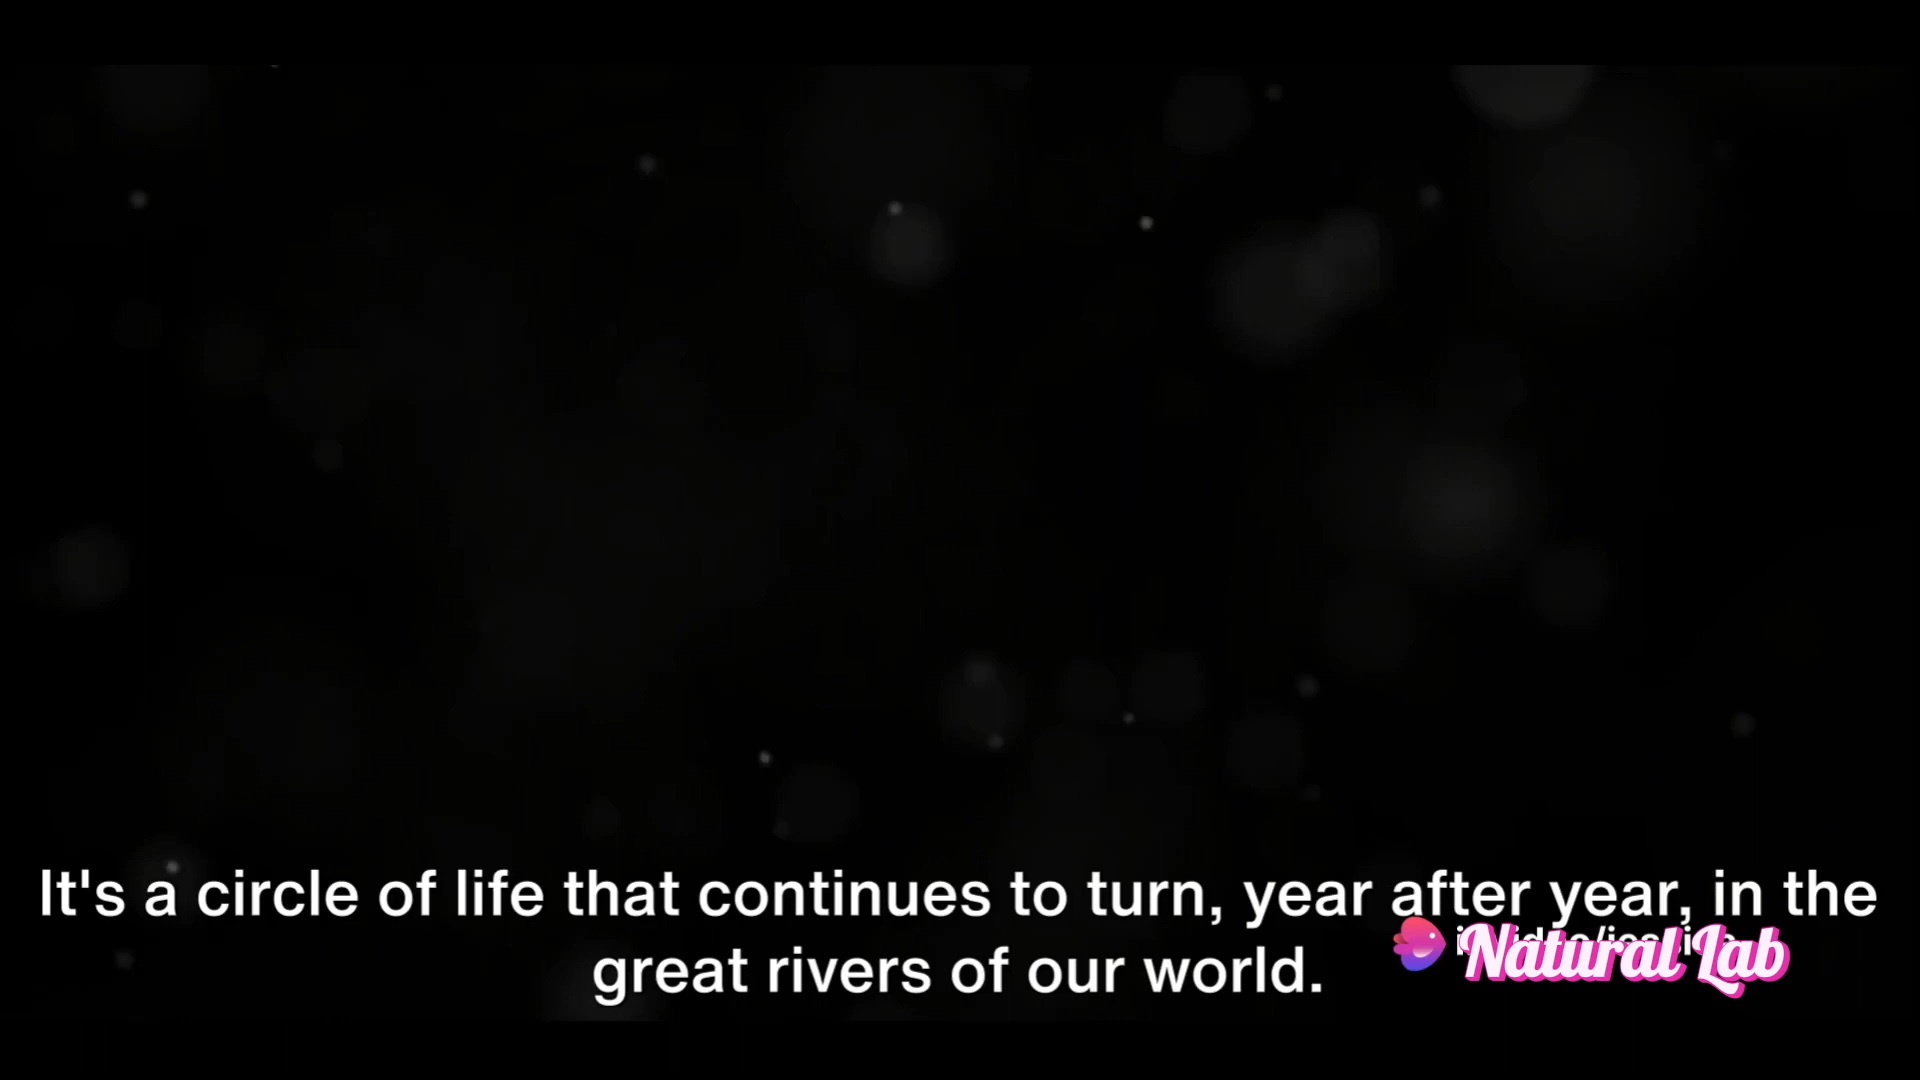 It's a circle of life that continues to turn, year after year, in the
great rivers of our world.
Natural Lab